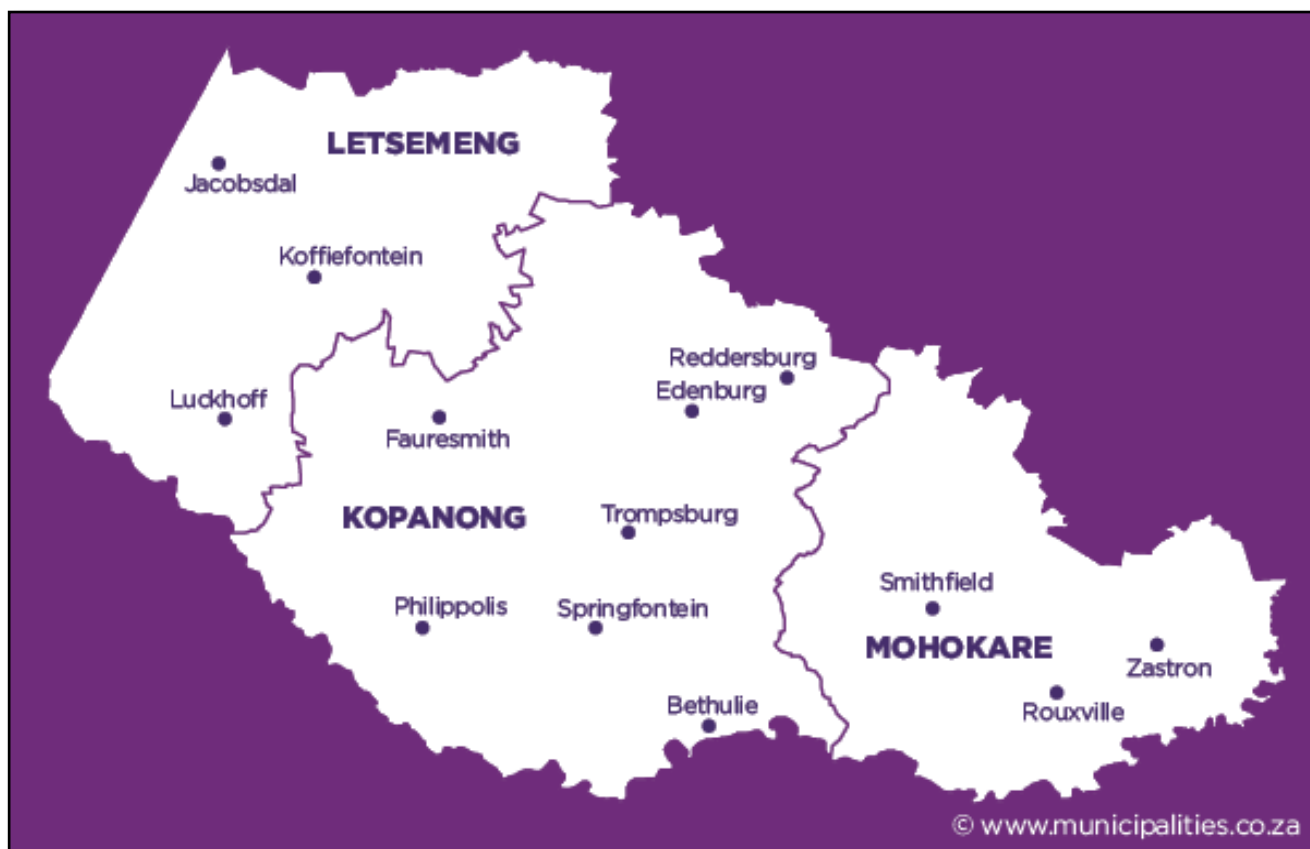 LETSEMENG
Jacobsdal
Koffiefontein
Reddersburg
Edenburg
Luckhoff
Fauresmith
KOPANONG
Trompsburg
Smithfield
Philippolis
Springfontein
MOHOKARE
Zastron
Bethulie
Rouxville
© www.municipalities.co.za